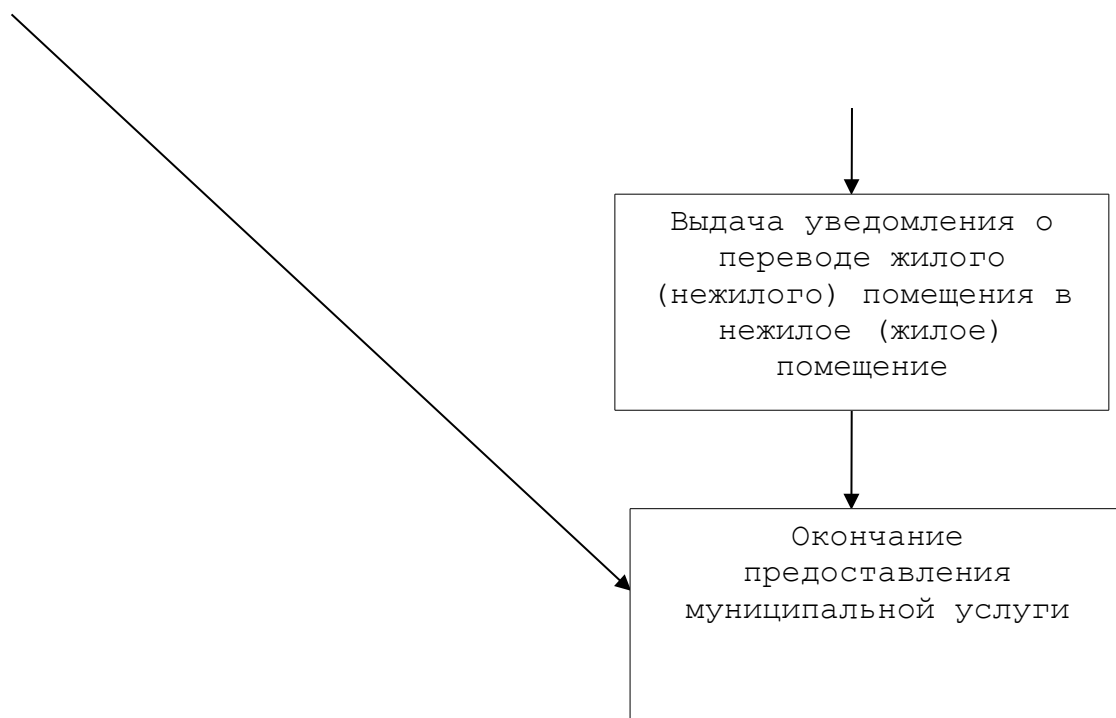 Выдача уведомления о
переводе жилого
(нежилого) помещения в
нежилое (жилое)
помещение
Окончание
предоставления
муниципальной услуги